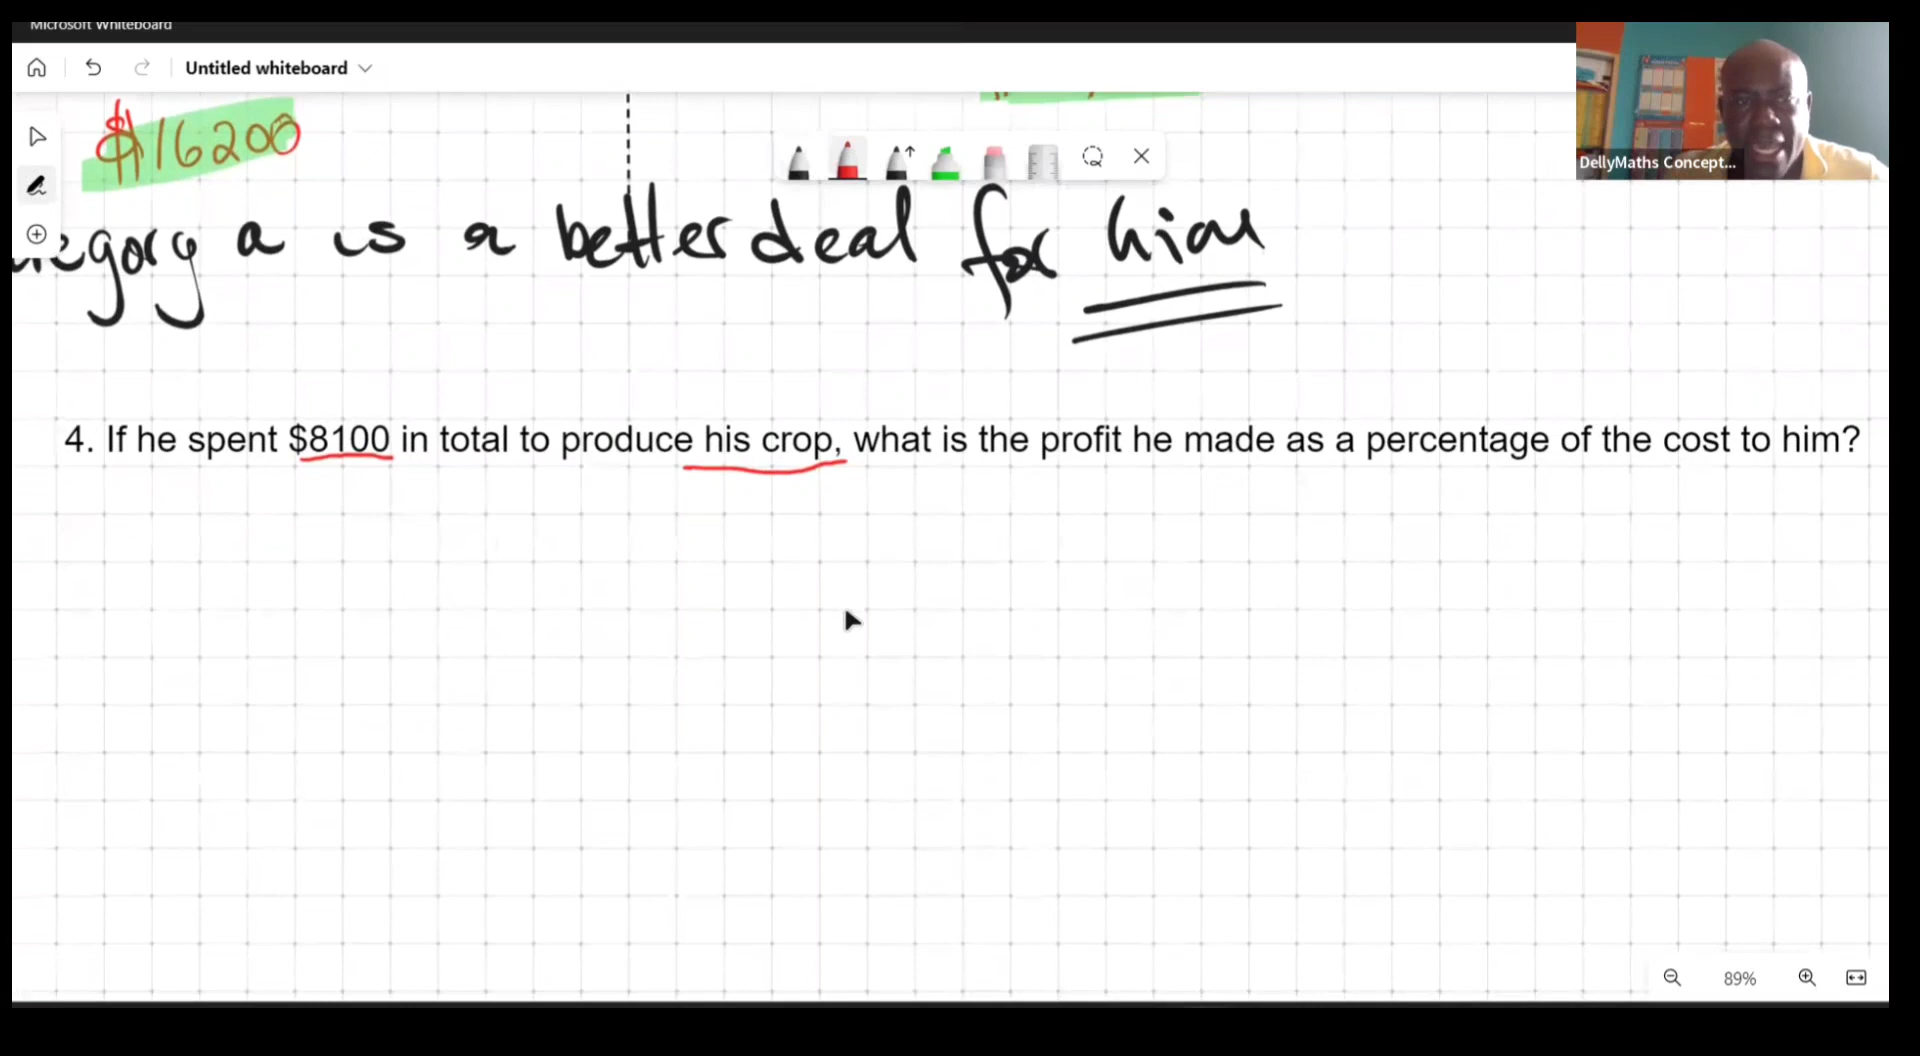 Microsoft Whiteboard
Untitled whiteboard
$16200
egory a is a better deal for him
4. If he spent $8100 in total to produce his crop, what is the profit he made as a percentage of the cost to him?
DellyMaths Concept...
89%